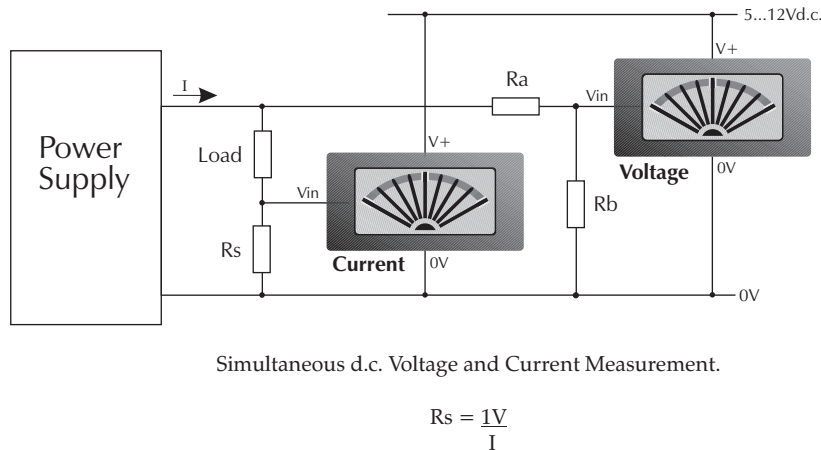 5...12Vd.c.
V+
I
Ra
Vin
Power
Supply
Load
V+
Voltage
0V
Vin
Rb
Rs
Current
0V
0V
Simultaneous d.c. Voltage and Current Measurement.
Rs = 1V
I